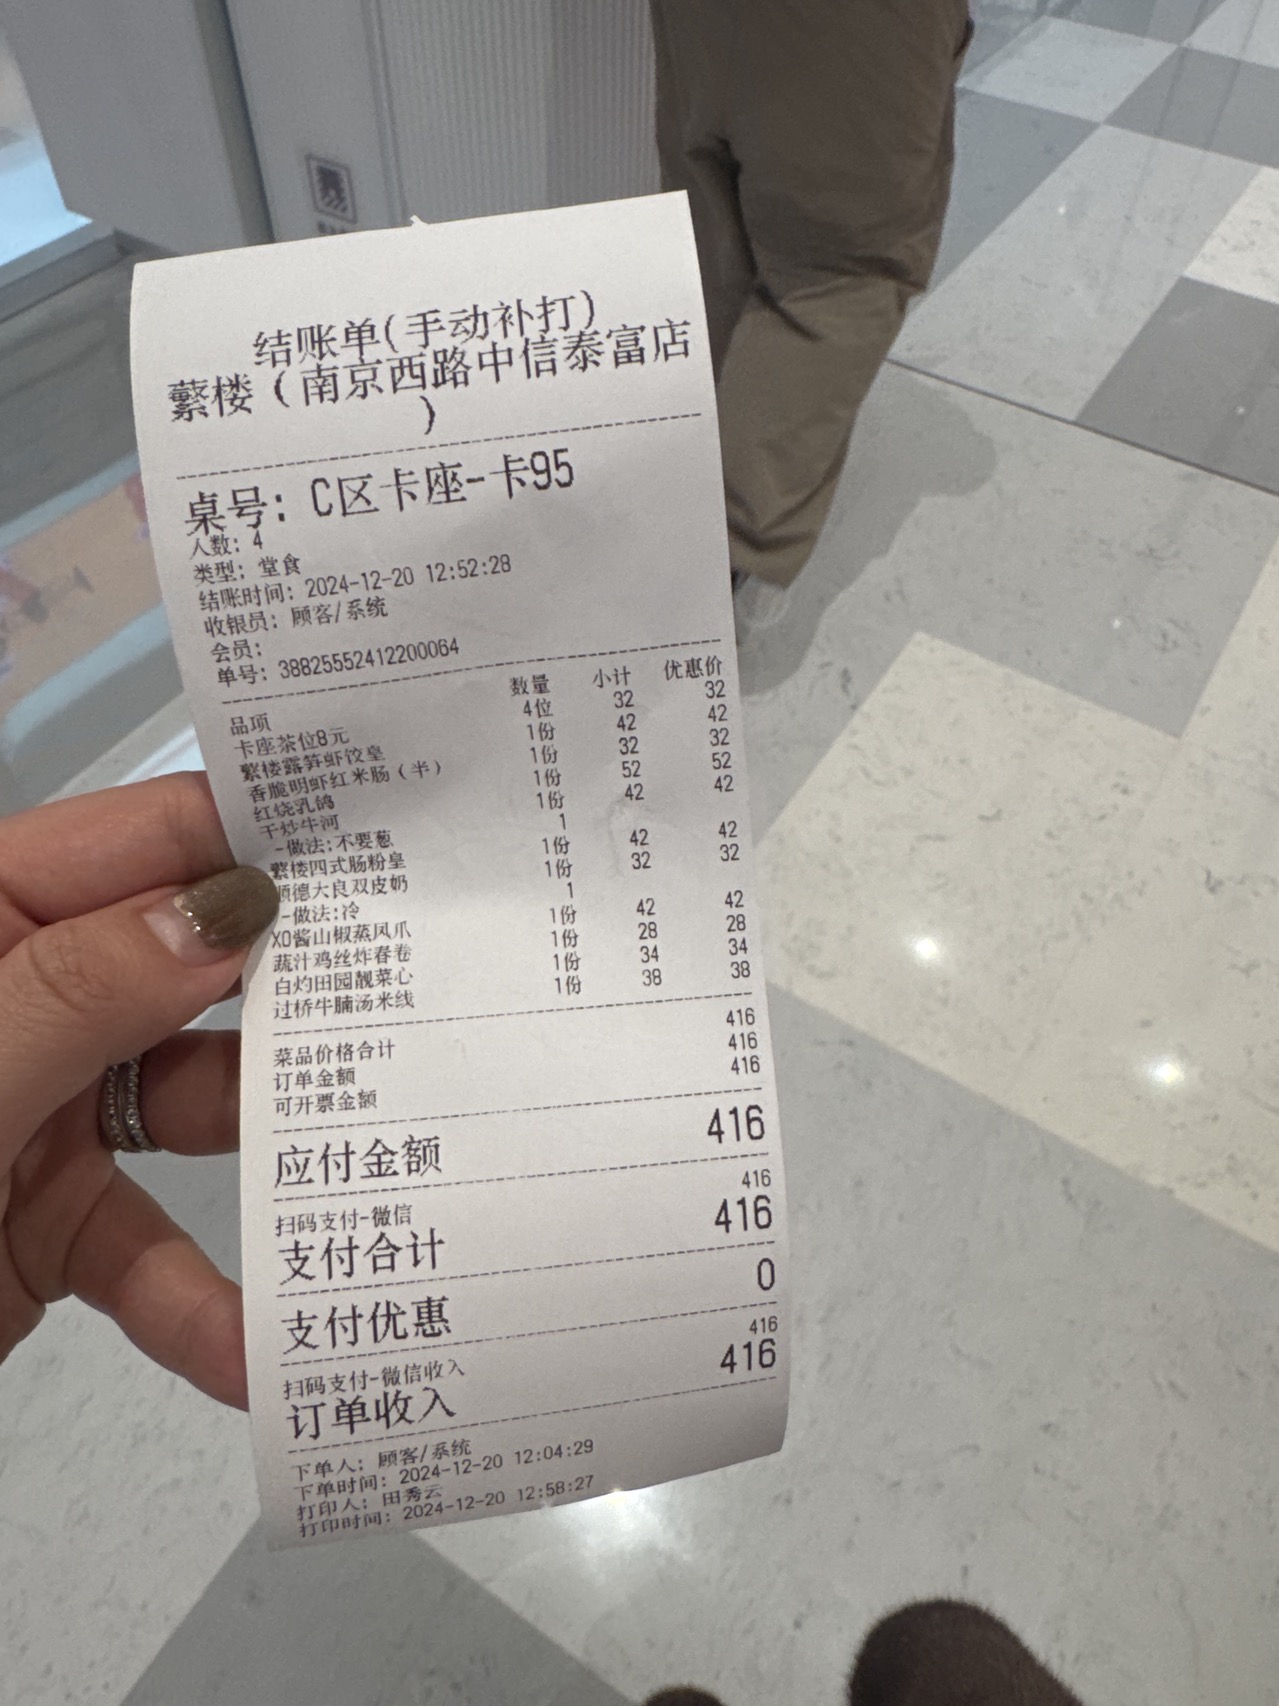 结账单(手动补打)
蘩楼（南京西路中信泰富店
）
桌号: C区卡座-卡95
人数: 4
类型: 堂食
结账时间: 2024-12-20 12:52:28
收银员: 顾客/系统
会员:
单号: 38825552412200064
品项 数量 小计 优惠价
卡座茶位8元 4位 32 32
蘩楼露笋虾饺皇 1份 42 42
香脆明虾红米肠（半） 1份 32 32
红烧乳鸽 1份 52 52
干炒牛河 1份 42 42
-做法:不要葱 1
蘩楼四式肠粉皇 1份 42 42
顺德大良双皮奶 1份 32 32
-做法:冷 1
XO酱山椒蒸凤爪 1份 42 42
蔬汁鸡丝炸春卷 1份 28 28
白灼田园靓菜心 1份 34 34
过桥牛腩汤米线 1份 38 38
菜品价格合计 416
订单金额 416
可开票金额 416
应付金额 416
扫码支付-微信 416
支付合计 416
支付优惠 0
扫码支付-微信收入 416
订单收入 416
下单人: 顾客/系统
下单时间: 2024-12-20 12:04:29
打印人: 田秀云
打印时间: 2024-12-20 12:58:27